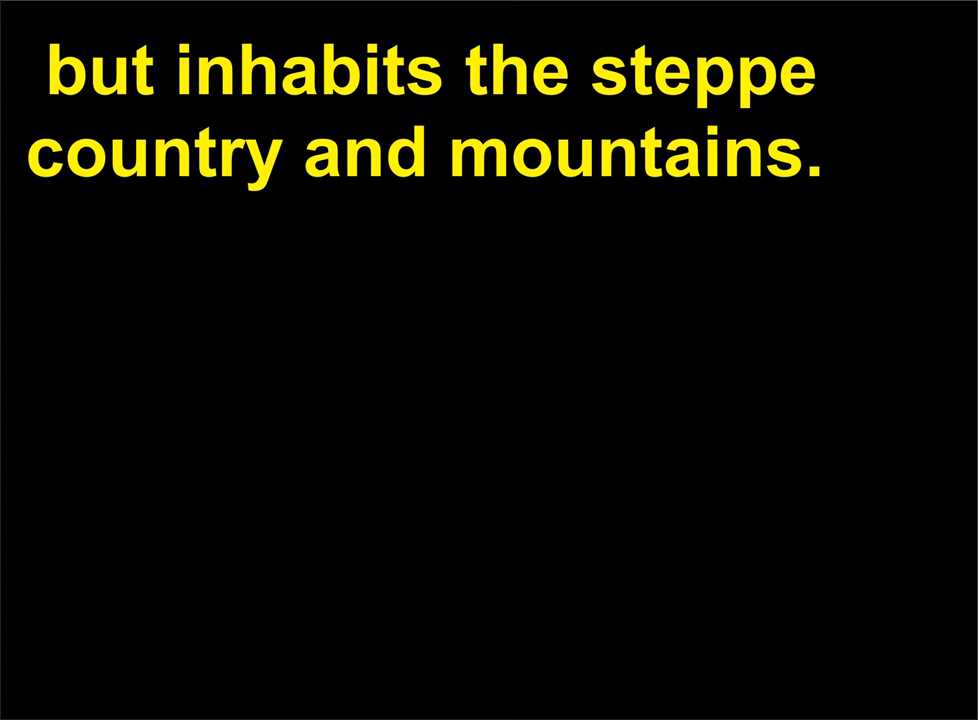 but inhabits the steppe
country and mountains.